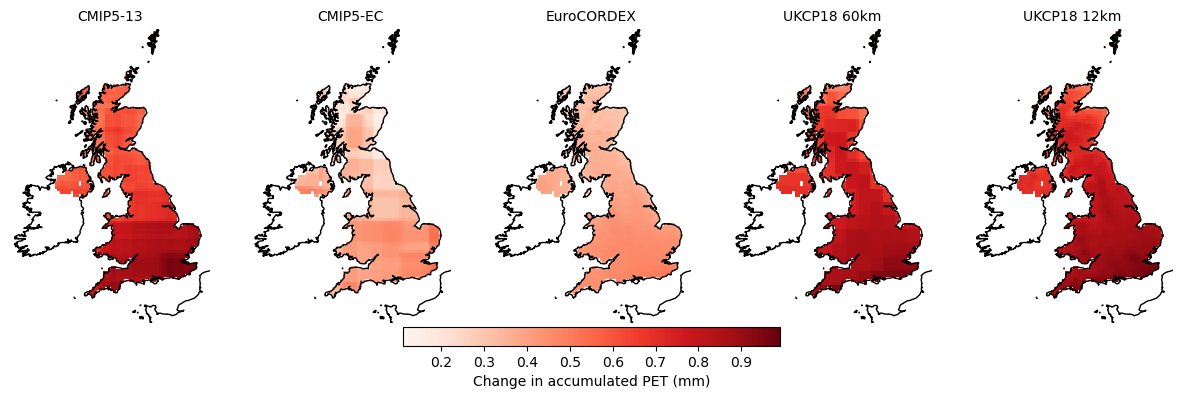 CMIP5-13 CMIP5-EC EuroCORDEX UKCP18 60km UKCP18 12km
0.2 0.3 0.4 0.5 0.6 0.7 0.8 0.9
Change in accumulated PET (mm)